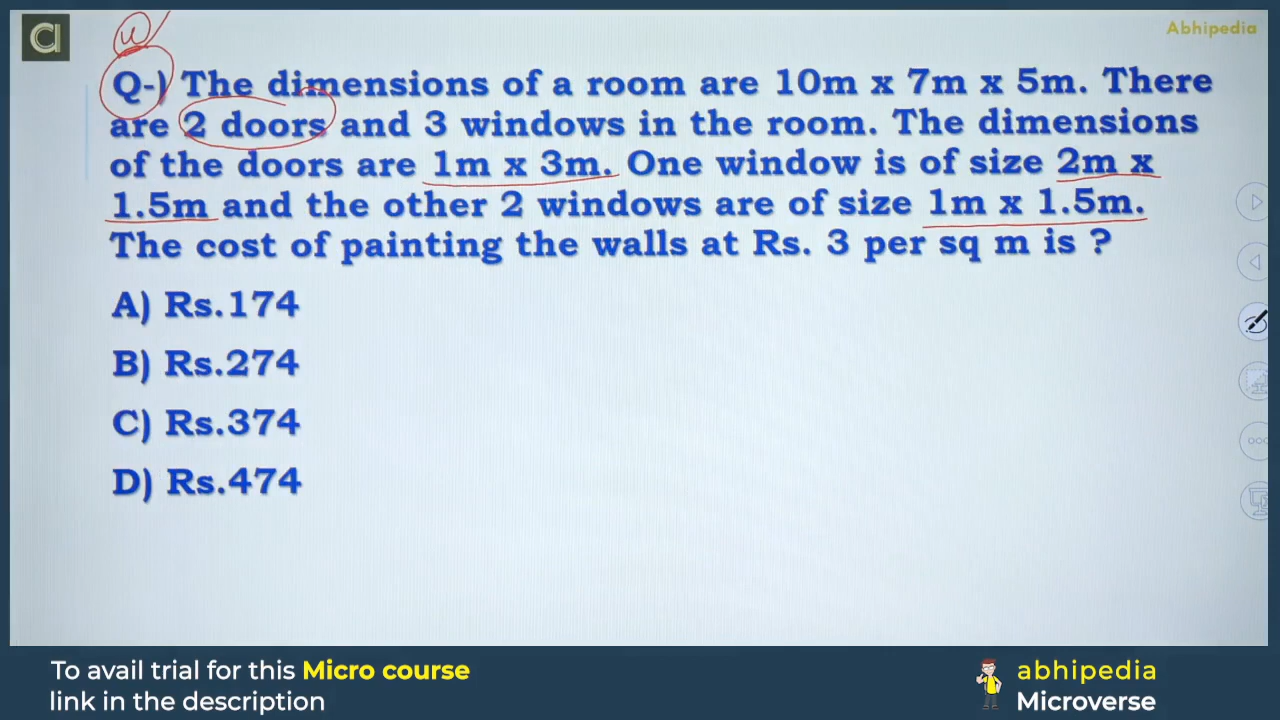 Abhipedia
Q-) The dimensions of a room are 10m x 7m x 5m. There
are 2 doors and 3 windows in the room. The dimensions
of the doors are 1m x 3m. One window is of size 2m x
1.5m and the other 2 windows are of size 1m x 1.5m.
The cost of painting the walls at Rs. 3 per sq m is ?
A) Rs.174
B) Rs.274
C) Rs.374
D) Rs.474
To avail trial for this Micro course
link in the description
abhipedia
Microverse